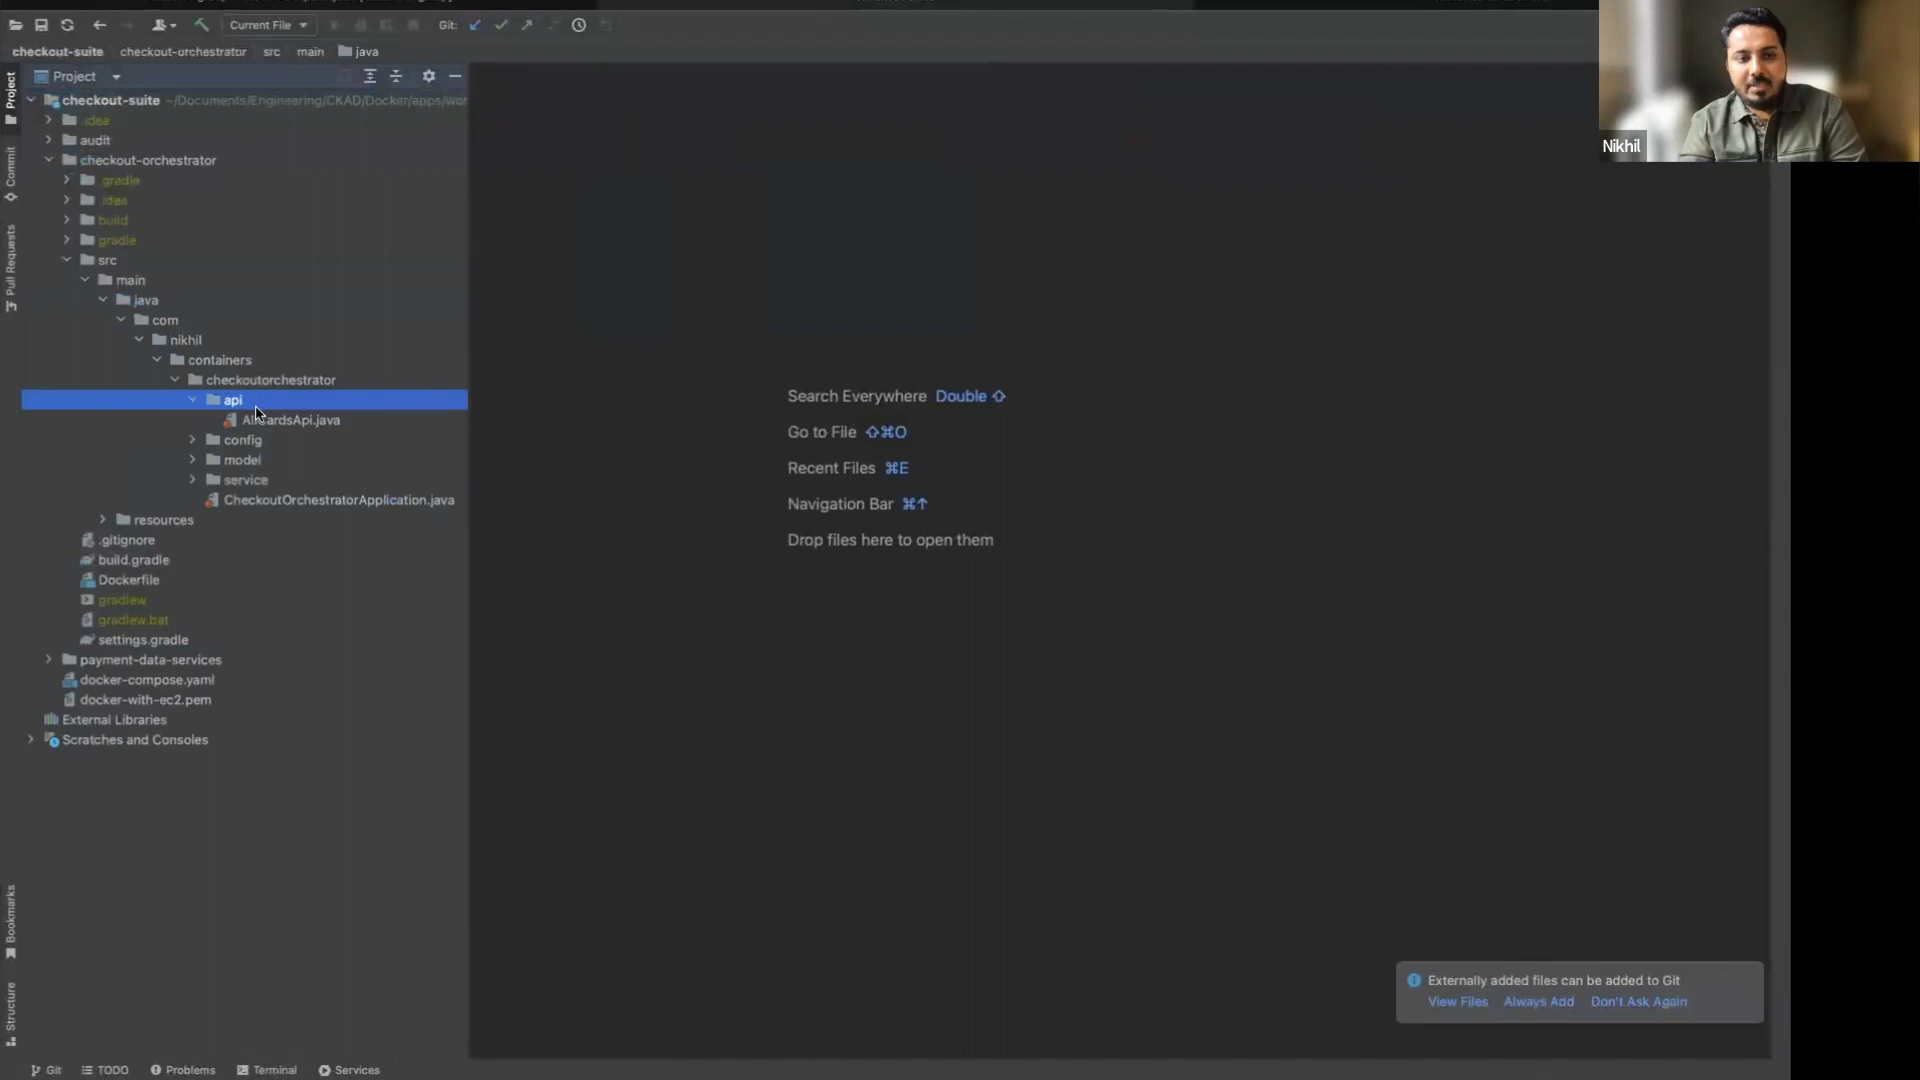 Current File
Git:
checkout-suite checkout-orchestrator src main java
Nikhil
Project
Project
checkout-suite ~/Documents/Engineering/CKAD/Docker/apps/wor
.idea
audit
Commit
checkout-orchestrator
.gradle
.idea
build
gradle
Pull Requests
src
main
java
com
nikhil
containers
checkoutorchestrator
api
config
model
service
CheckoutOrchestratorApplication.java
resources
.gitignore
build.gradle
Dockerfile
gradlew
gradlew.bat
settings.gradle
payment-data-services
docker-compose.yaml
docker-with-ec2.pem
External Libraries
Scratches and Consoles
Search Everywhere Double ⇧
Go to File ⇧⌘O
Recent Files ⌘E
Navigation Bar ⌘↑
Drop files here to open them
Bookmarks
Structure
Externally added files can be added to Git
View Files Always Add Don't Ask Again
Git TODO Problems Terminal Services